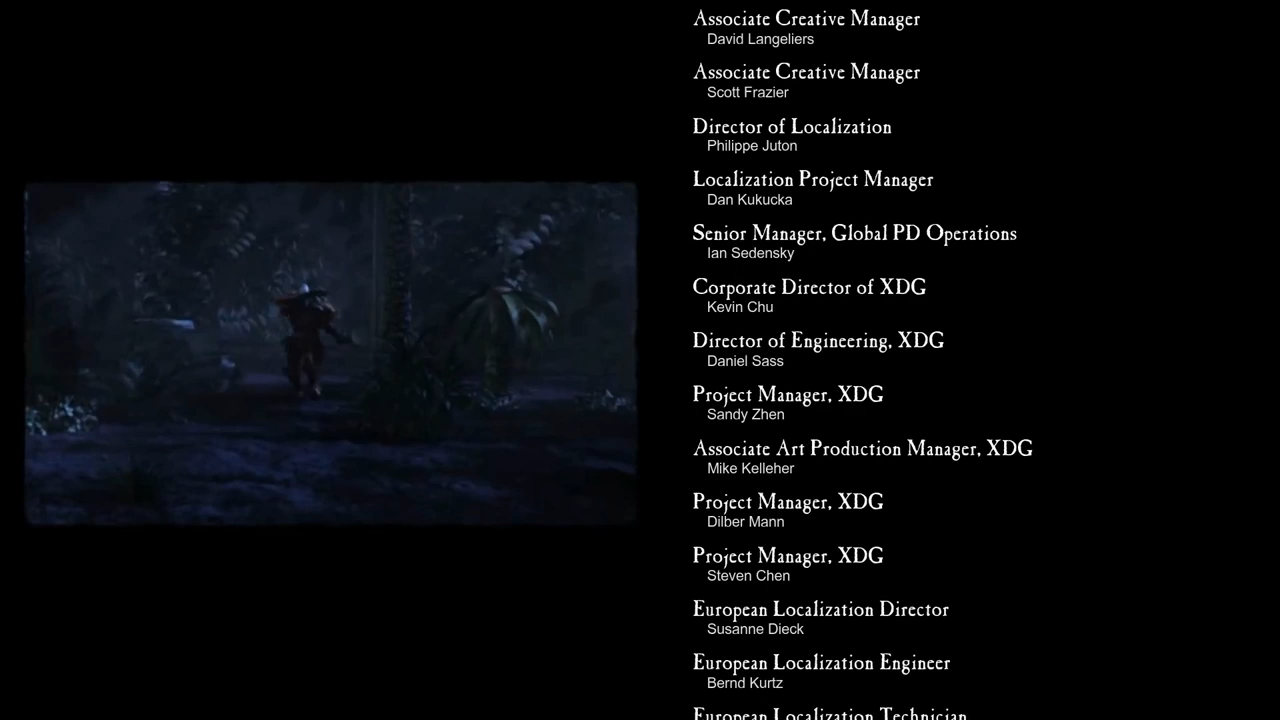 Associate Creative Manager
David Langeliers
Associate Creative Manager
Scott Frazier
Director of Localization
Philippe Juton
Localization Project Manager
Dan Kukucka
Senior Manager, Global PD Operations
Ian Sedensky
Corporate Director of XDG
Kevin Chu
Director of Engineering, XDG
Daniel Sass
Project Manager, XDG
Sandy Zhen
Associate Art Production Manager, XDG
Mike Kelleher
Project Manager, XDG
Dilber Mann
Project Manager, XDG
Steven Chen
European Localization Director
Susanne Dieck
European Localization Engineer
Bernd Kurtz
European Localization Technician